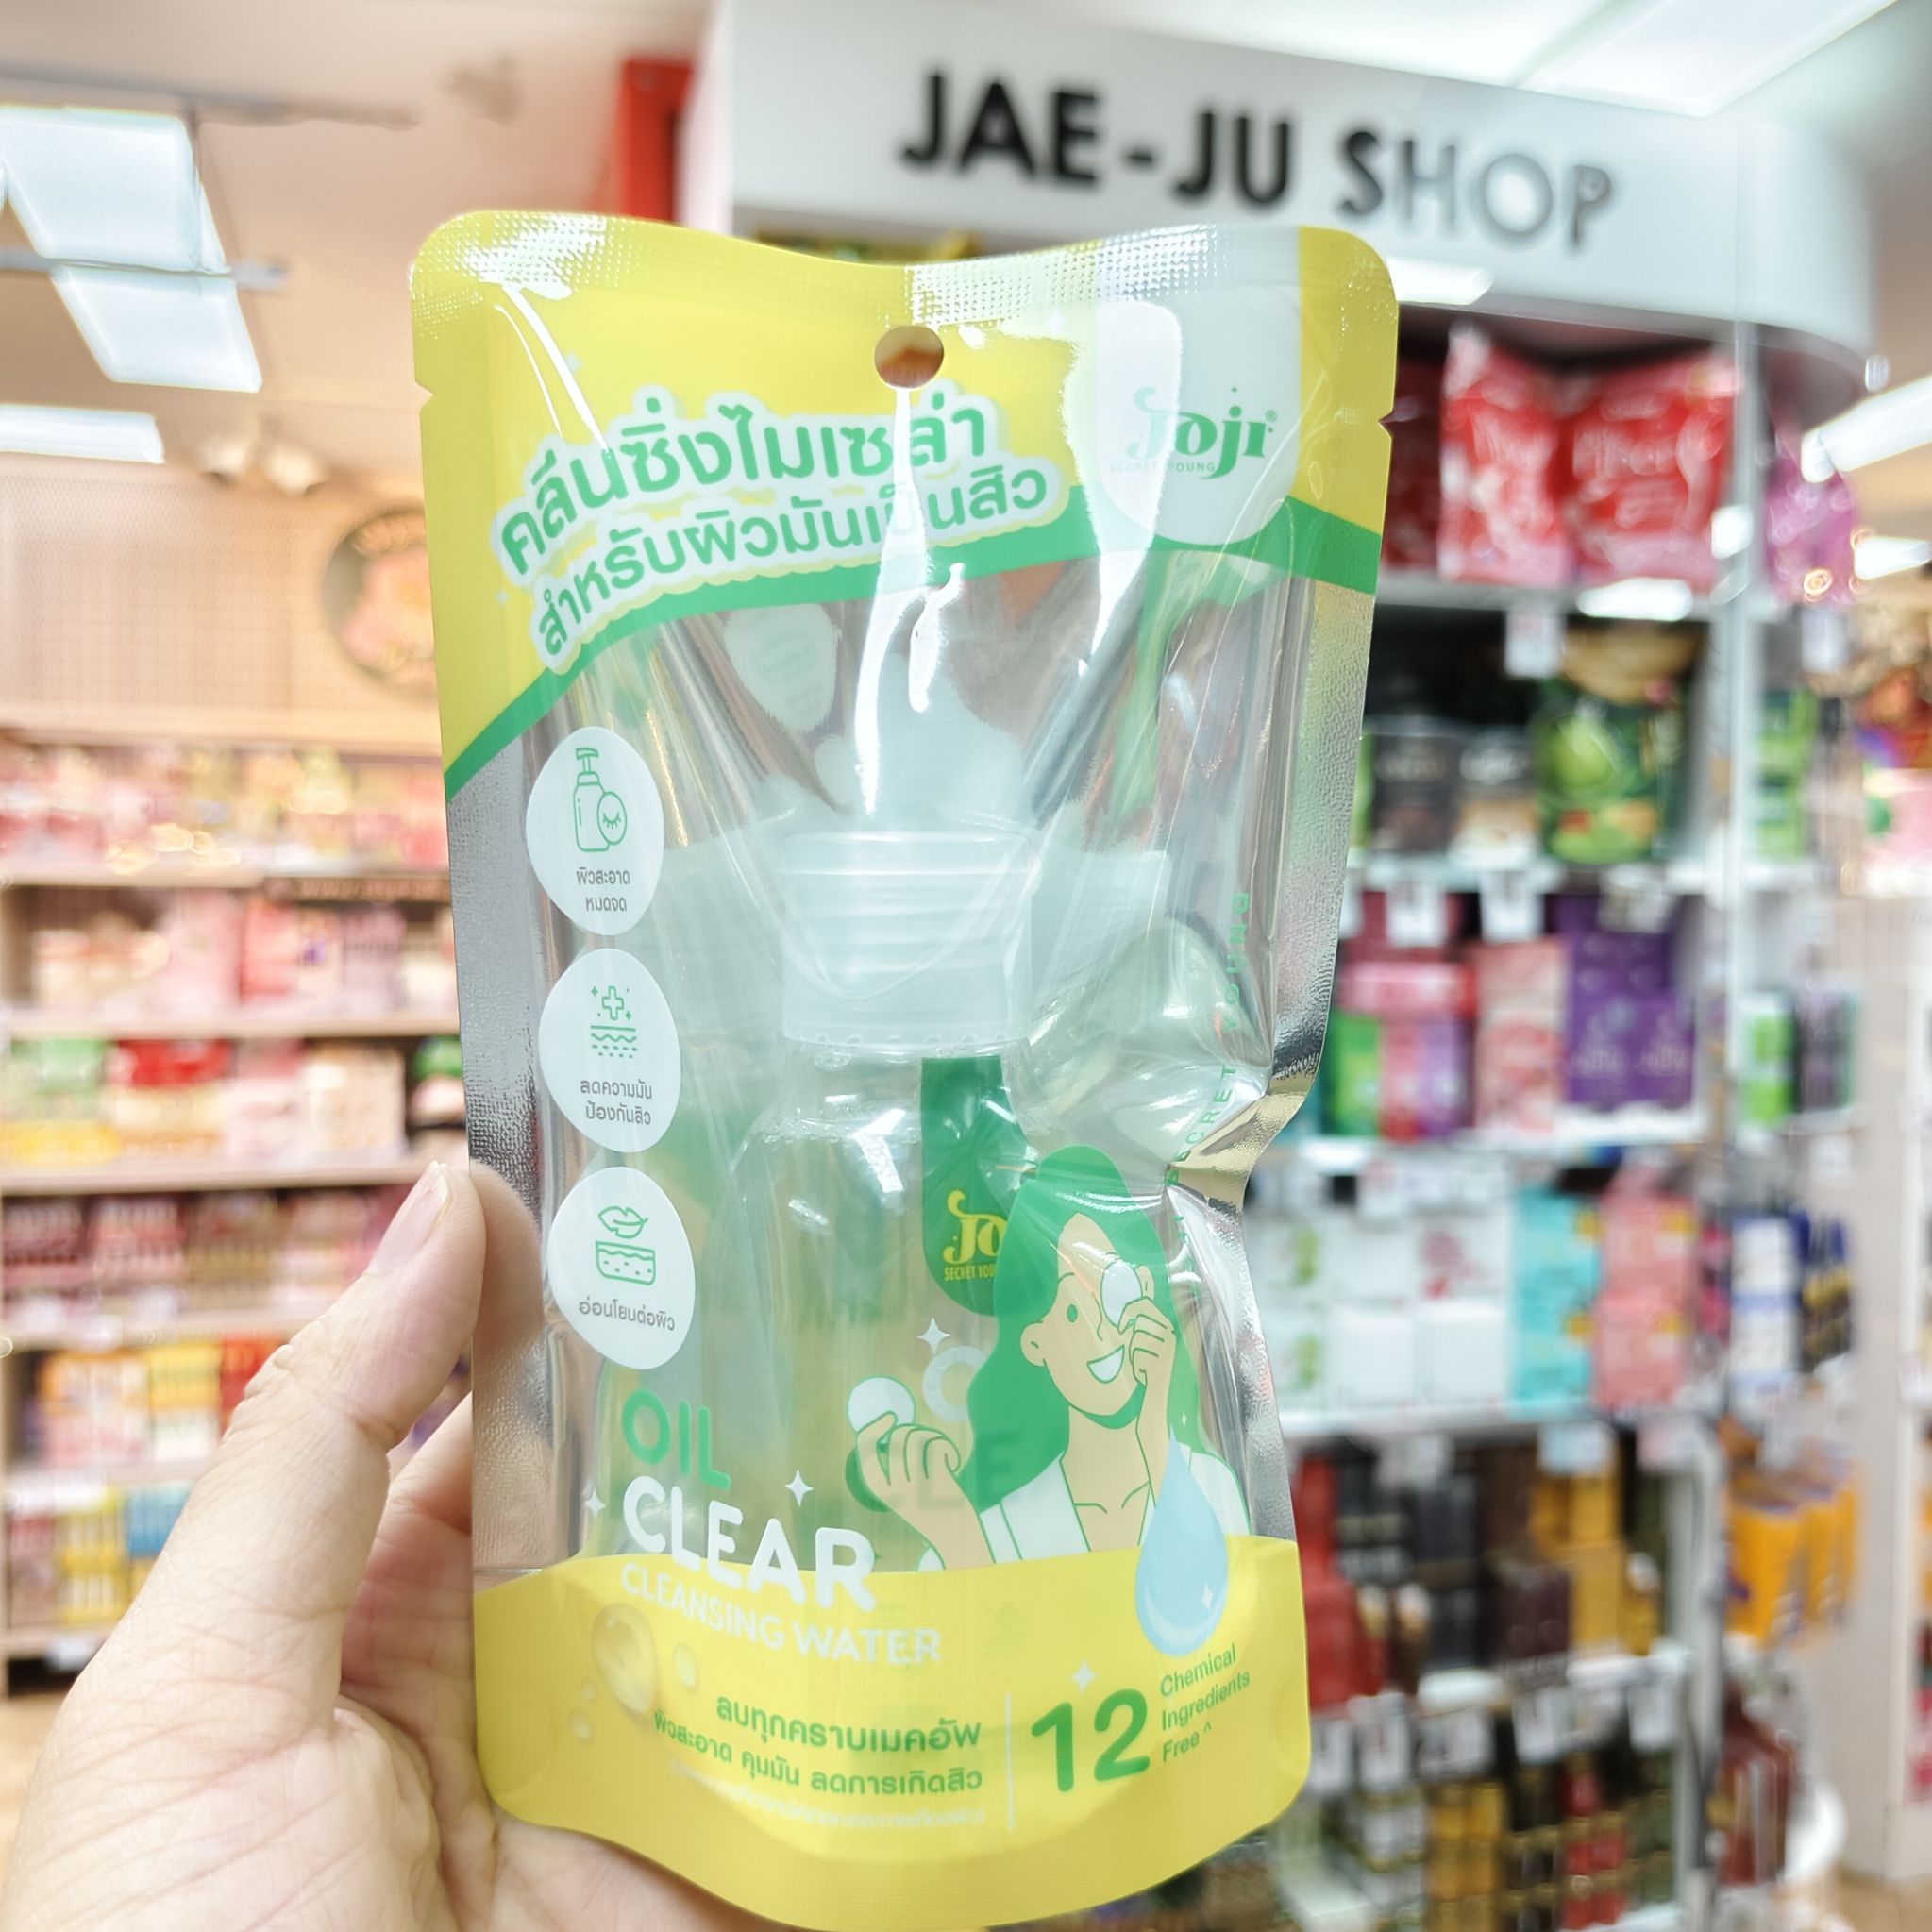 JAE-JU SHOP
คลีนซิ่งไมเซล่า
สำหรับผิวมันเป็นสิว
Joji®
SECRET YOUNG
ผิวสะอาด
หมดจด
ลดความมัน
ป้องกันสิว
อ่อนโยนต่อผิว
SECRET YOUNG
OIL
CLEAR
CLEANSING WATER
ลบทุกคราบเมคอัพ
ผิวสะอาด คุมมัน ลดการเกิดสิว
12
Chemical
Ingredients
Free ^